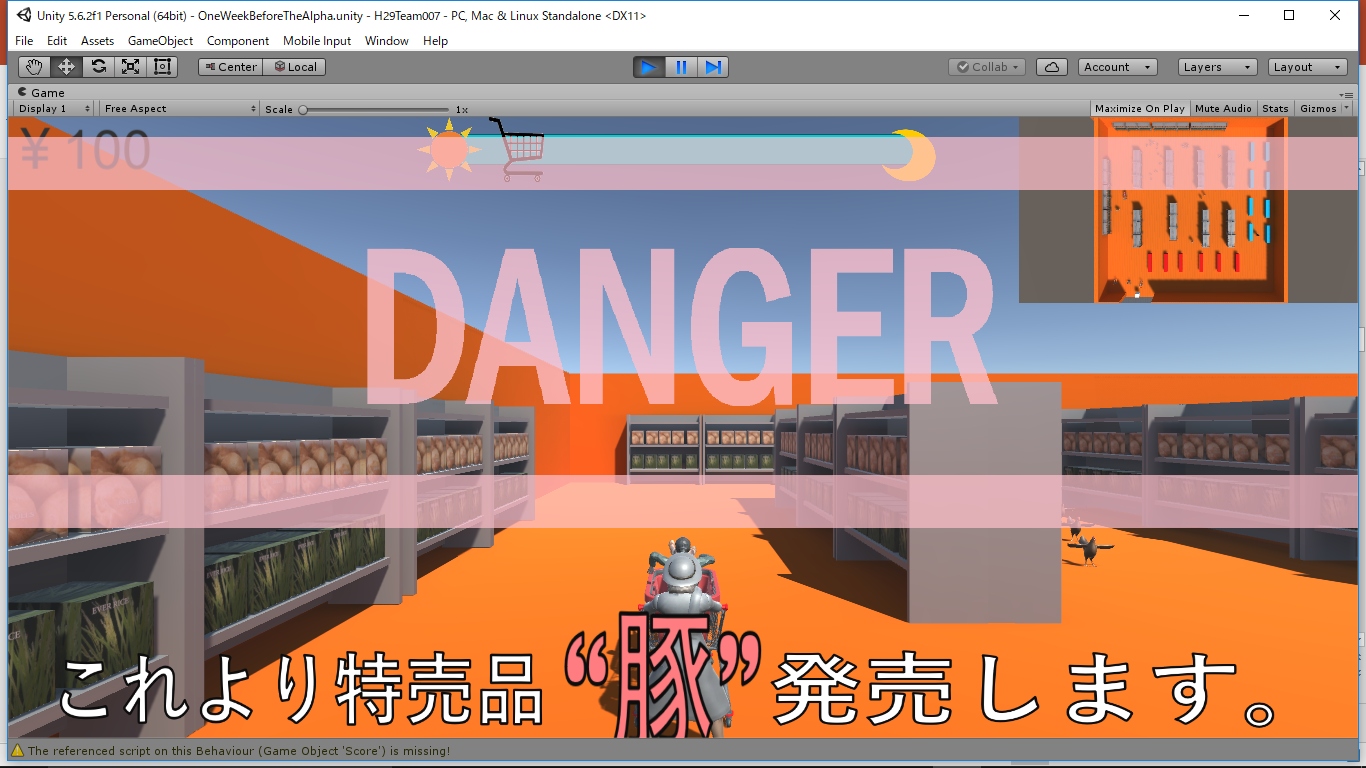 Unity 5.6.2f1 Personal (64bit) - OneWeekBeforeTheAlpha.unity - H29Team007 - PC, Mac & Linux Standalone <DX11>
File Edit Assets GameObject Component Mobile Input Window Help
Center Local Collab Account Layers Layout
Game
Display 1 Free Aspect Scale 1x Maximize On Play Mute Audio Stats Gizmos
¥ 100
DANGER
EVER RICE
CE
これより特売品“豚”発売します。
The referenced script on this Behaviour (Game Object 'Score') is missing!